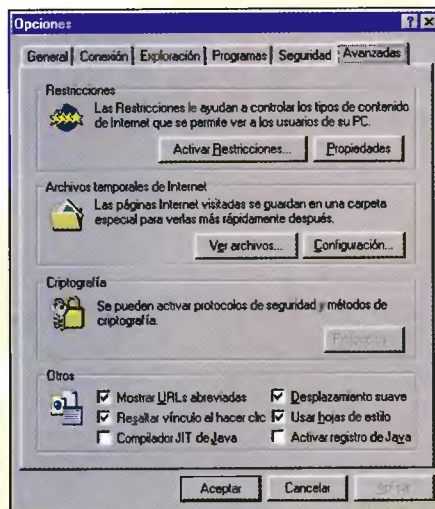 Opciones
General Conexión Exploración Programas Seguridad Avanzadas
Restricciones
Las Restricciones le ayudan a controlar los tipos de contenido
de Internet que se permite ver a los usuarios de su PC.
Activar Restricciones... Propiedades
Archivos temporales de Internet
Las páginas Internet visitadas se guardan en una carpeta
especial para verlas más rápidamente después.
Ver archivos... Configuración...
Criptografía
Se pueden activar protocolos de seguridad y métodos de
criptografía.
Otros
Mostrar URLs abreviadas Desplazamiento suave
Resaltar vínculo al hacer clic Usar hojas de estilo
Compilador JIT de Java Activar registro de Java
Aceptar Cancelar